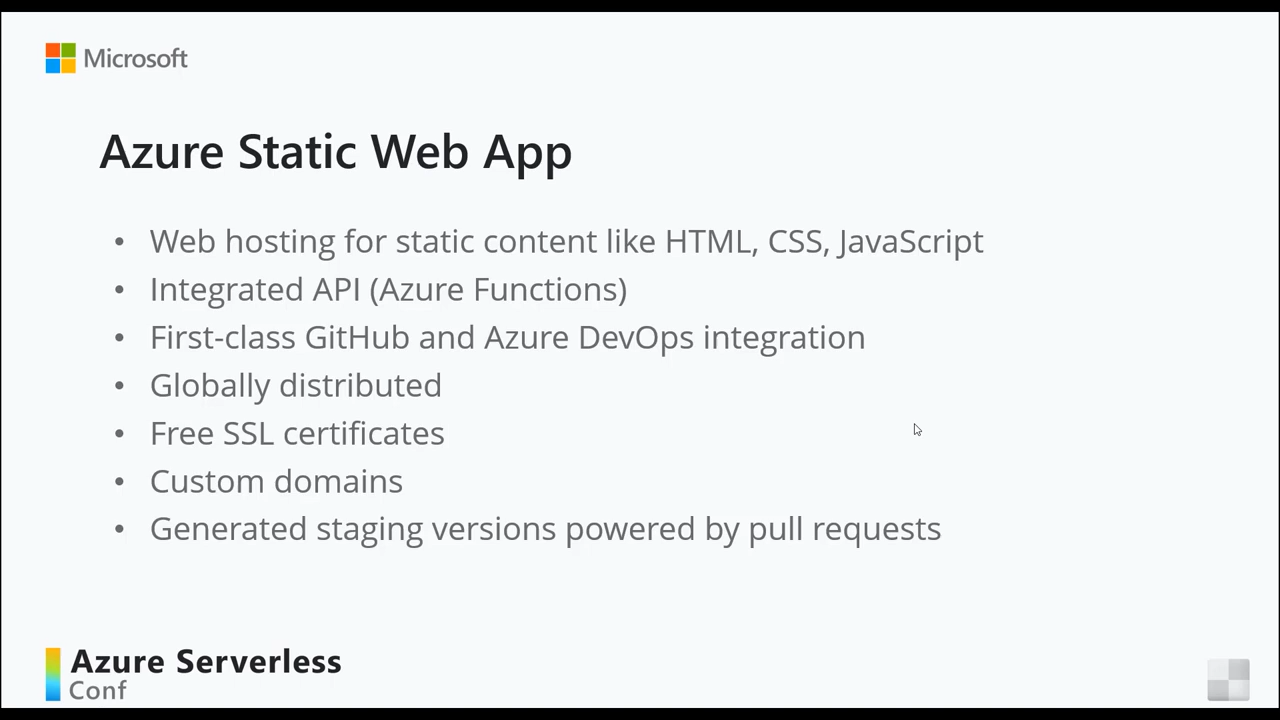 Microsoft
Azure Static Web App
• Web hosting for static content like HTML, CSS, JavaScript
• Integrated API (Azure Functions)
• First-class GitHub and Azure DevOps integration
• Globally distributed
• Free SSL certificates
• Custom domains
• Generated staging versions powered by pull requests
Azure Serverless
Conf